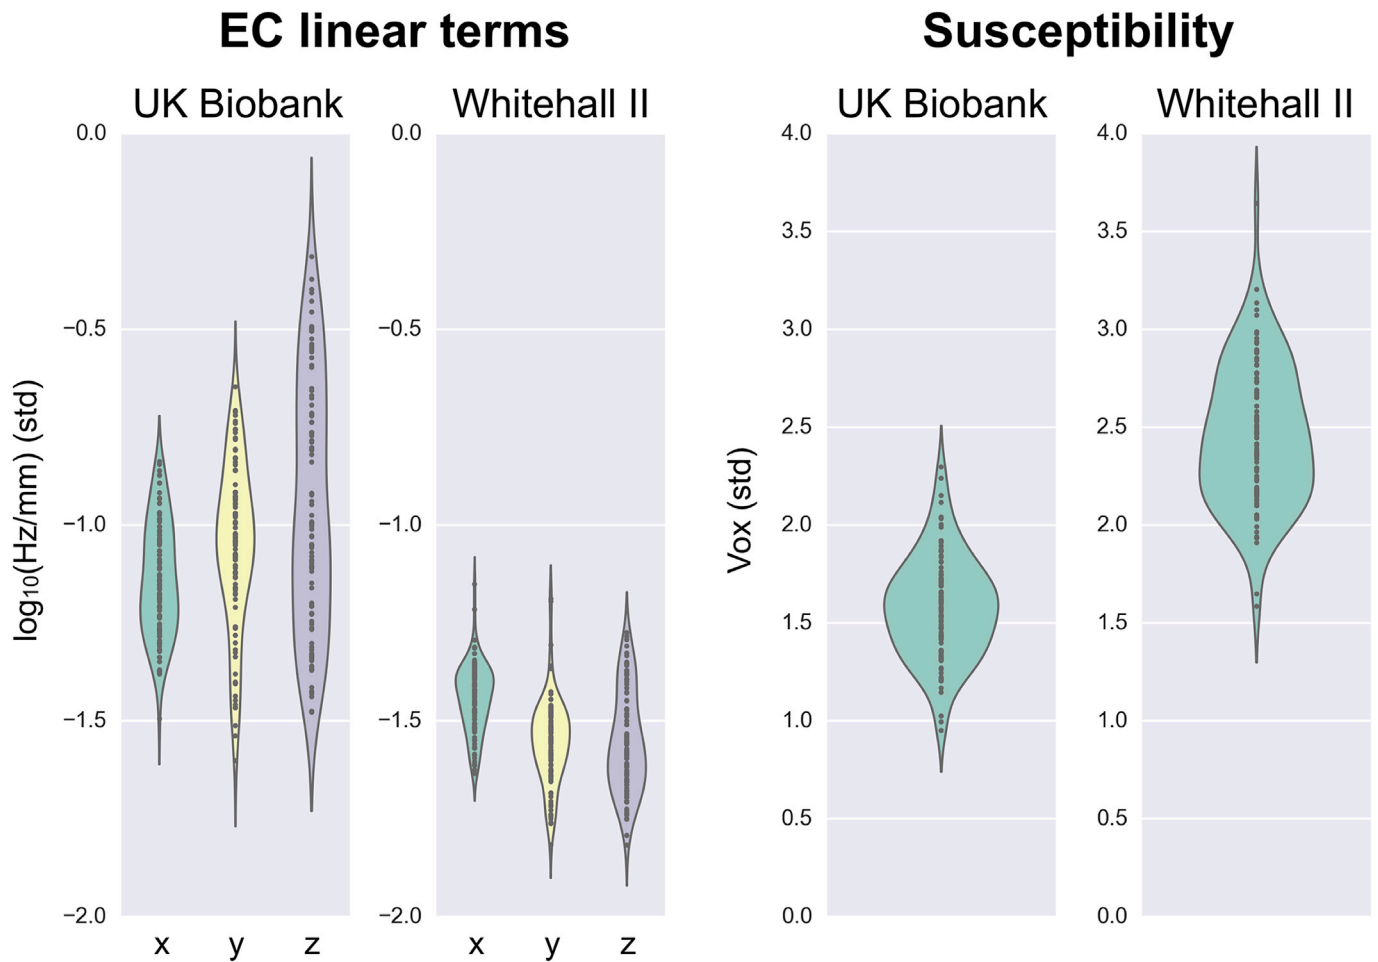 EC linear terms
Susceptibility
UK Biobank
Whitehall II
UK Biobank
Whitehall II
log₁₀(Hz/mm) (std)
0.0
−0.5
−1.0
−1.5
−2.0
x y z
0.0
−0.5
−1.0
−1.5
−2.0
x y z
Vox (std)
4.0
3.5
3.0
2.5
2.0
1.5
1.0
0.5
0.0
4.0
3.5
3.0
2.5
2.0
1.5
1.0
0.5
0.0